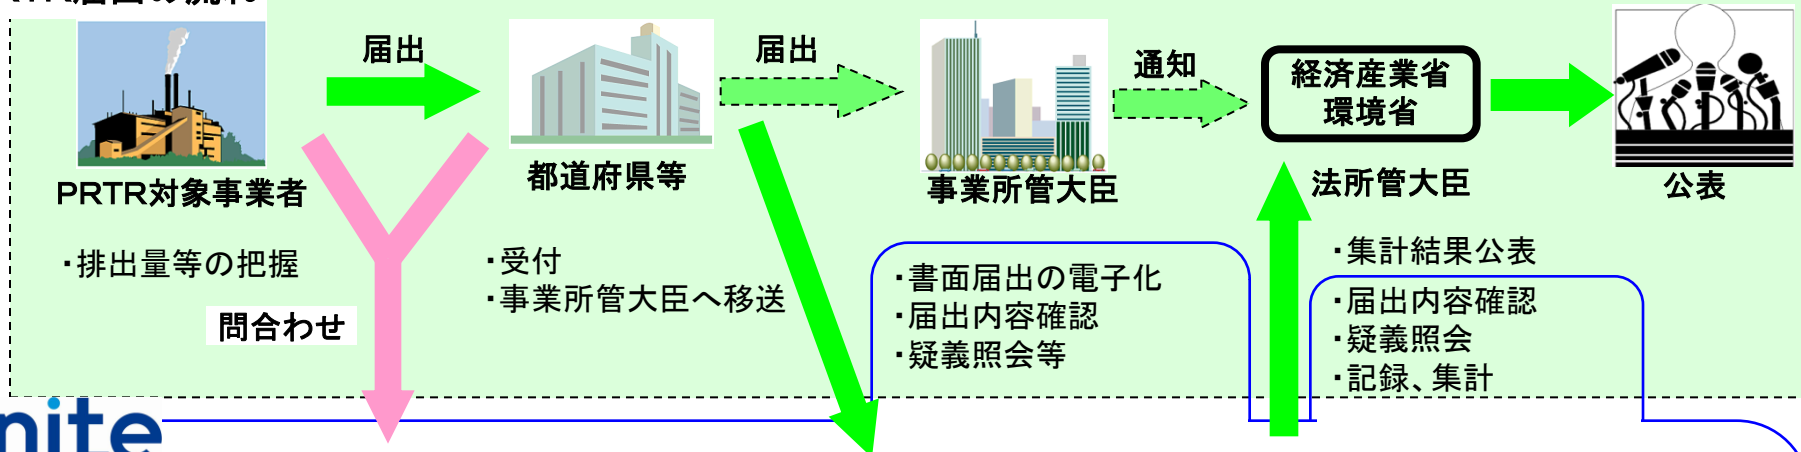 届出
届出
通知
経済産業省
環境省
PRTR対象事業者
都道府県等
事業所管大臣
法所管大臣
公表
・排出量等の把握
・受付
・事業所管大臣へ移送
・書面届出の電子化
・届出内容確認
・疑義照会等
・集計結果公表
・届出内容確認
・疑義照会
・記録、集計
問合わせ
nite